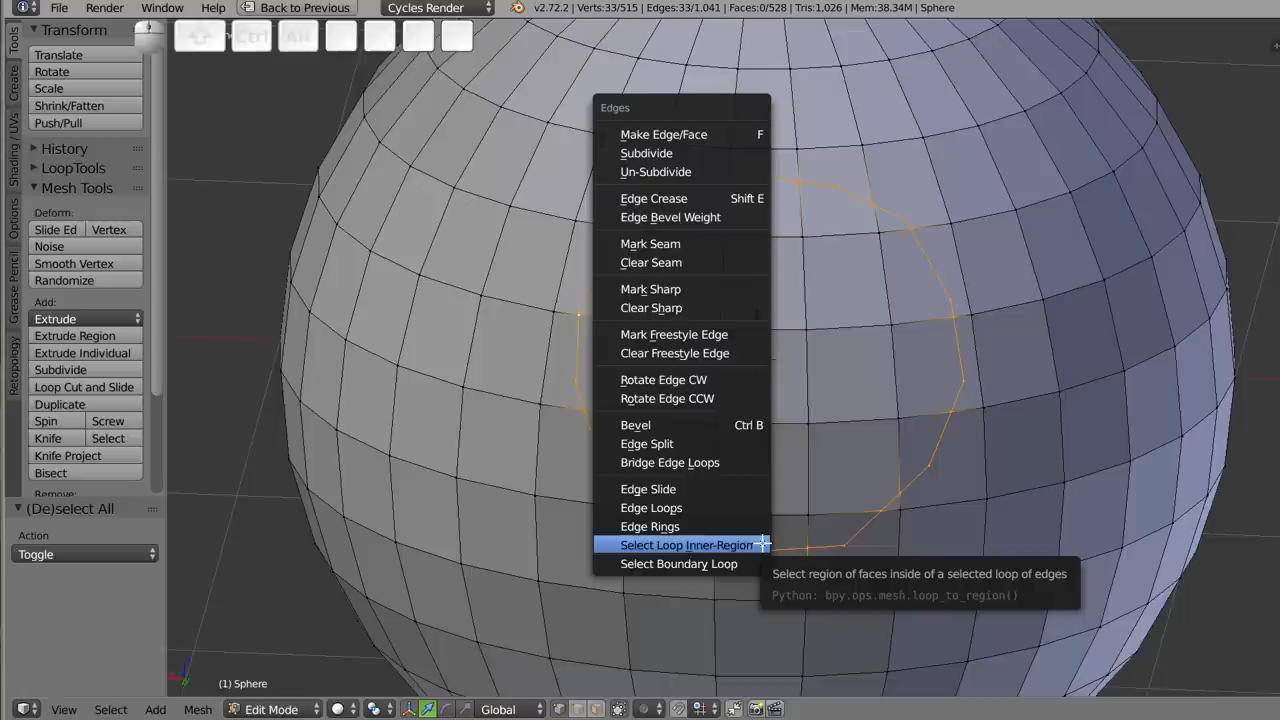 File Render Window Help Back to Previous Cycles Render v2.72.2 | Verts:33/515 | Edges:33/1,041 | Faces:0/528 | Tris:1.026 | Mem:38.34M | Sphere
Tools
Create
Shading / UVs
Options
Grease Pencil
Retopology
Transform
Translate
Rotate
Scale
Shrink/Fatten
Push/Pull
History
LoopTools
Mesh Tools
Deform:
Slide Ed Vertex
Noise
Smooth Vertex
Randomize
Add:
Extrude
Extrude Region
Extrude Individual
Subdivide
Loop Cut and Slide
Duplicate
Spin Screw
Knife Select
Knife Project
Bisect
Remove:
(De)select All
Action
Toggle
Ctrl Alt
Edges
Make Edge/Face F
Subdivide
Un-Subdivide
Edge Crease Shift E
Edge Bevel Weight
Mark Seam
Clear Seam
Mark Sharp
Clear Sharp
Mark Freestyle Edge
Clear Freestyle Edge
Rotate Edge CW
Rotate Edge CCW
Bevel Ctrl B
Edge Split
Bridge Edge Loops
Edge Slide
Edge Loops
Edge Rings
Select Loop Inner-Region
Select Boundary Loop
Select region of faces inside of a selected loop of edges
Python: bpy.ops.mesh.loop_to_region()
(1) Sphere
View Select Add Mesh Edit Mode Global